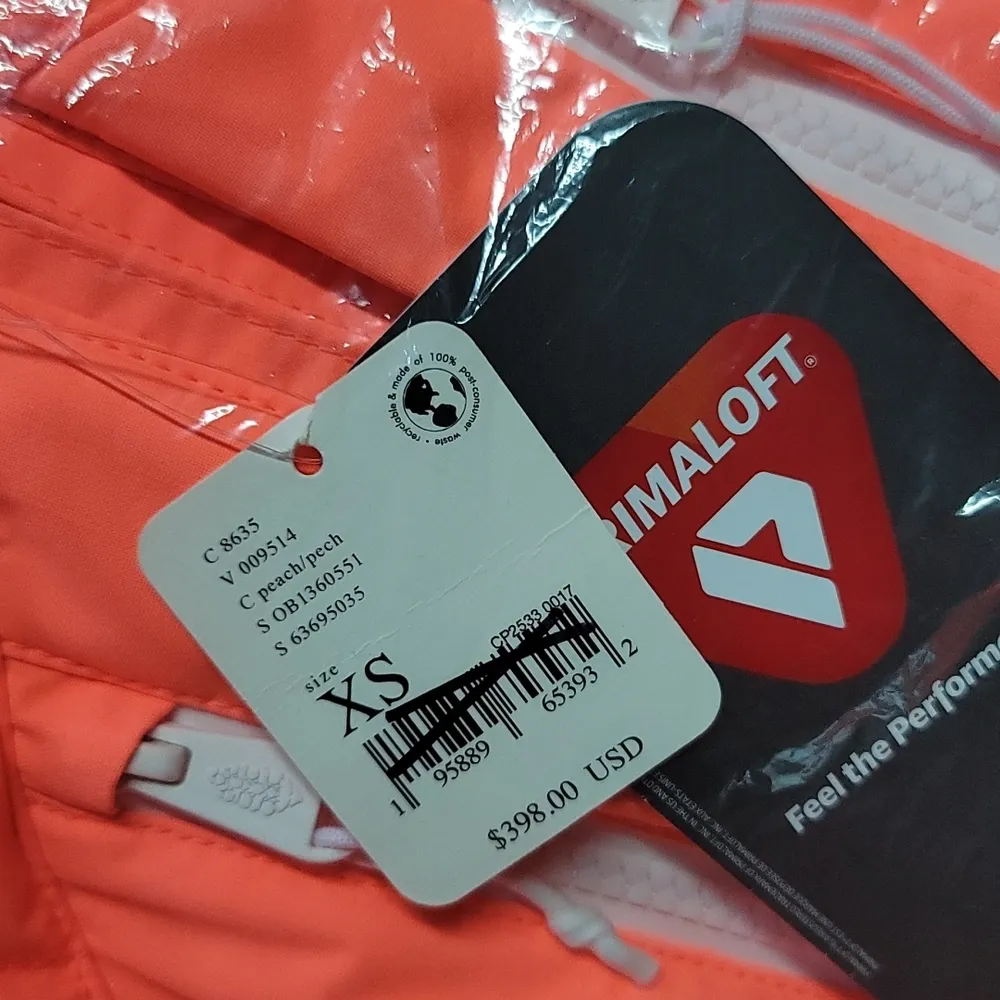 recyclable & made of 100% post-consumer waste •
C 8635
V 009514
C peach/pech
S OB1360551
S 63695035
size
XS
CP2533 0017
1 95889 65393 2
$398.00 USD
RIMALOFT®
Feel the Perform